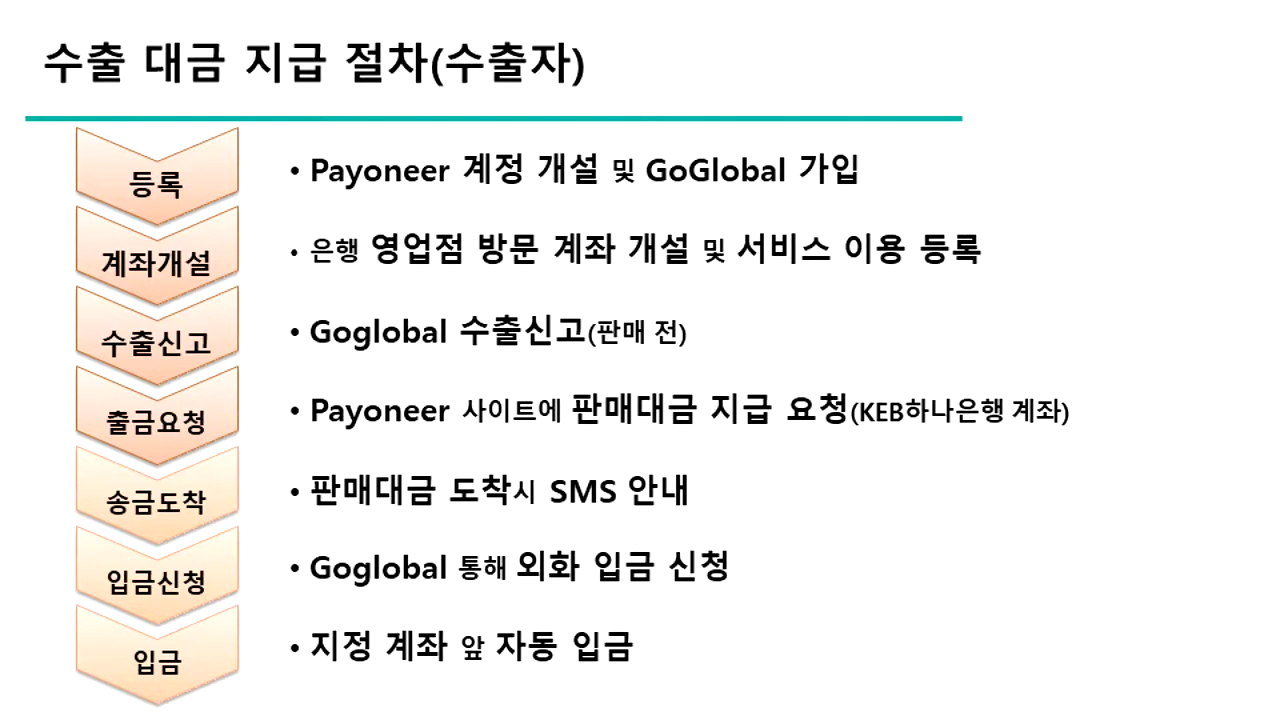 수출 대금 지급 절차(수출자)
등록
• Payoneer 계정 개설 및 GoGlobal 가입
계좌개설
• 은행 영업점 방문 계좌 개설 및 서비스 이용 등록
수출신고
• Goglobal 수출신고(판매 전)
출금요청
• Payoneer 사이트에 판매대금 지급 요청(KEB하나은행 계좌)
송금도착
• 판매대금 도착시 SMS 안내
입금신청
• Goglobal 통해 외화 입금 신청
입금
• 지정 계좌 앞 자동 입금